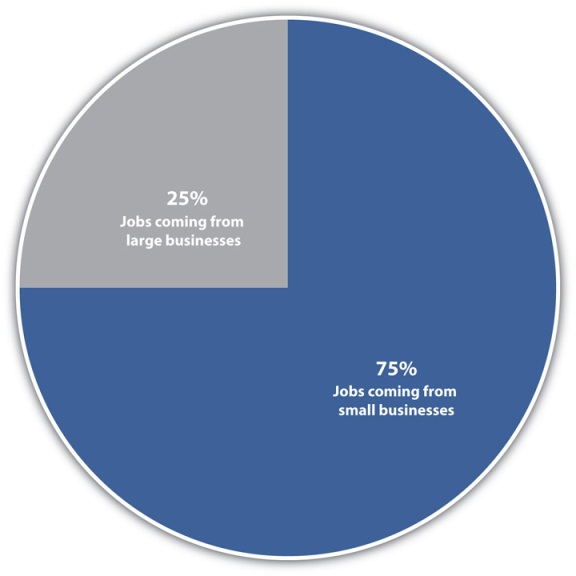 25%
Jobs coming from
large businesses
75%
Jobs coming from
small businesses